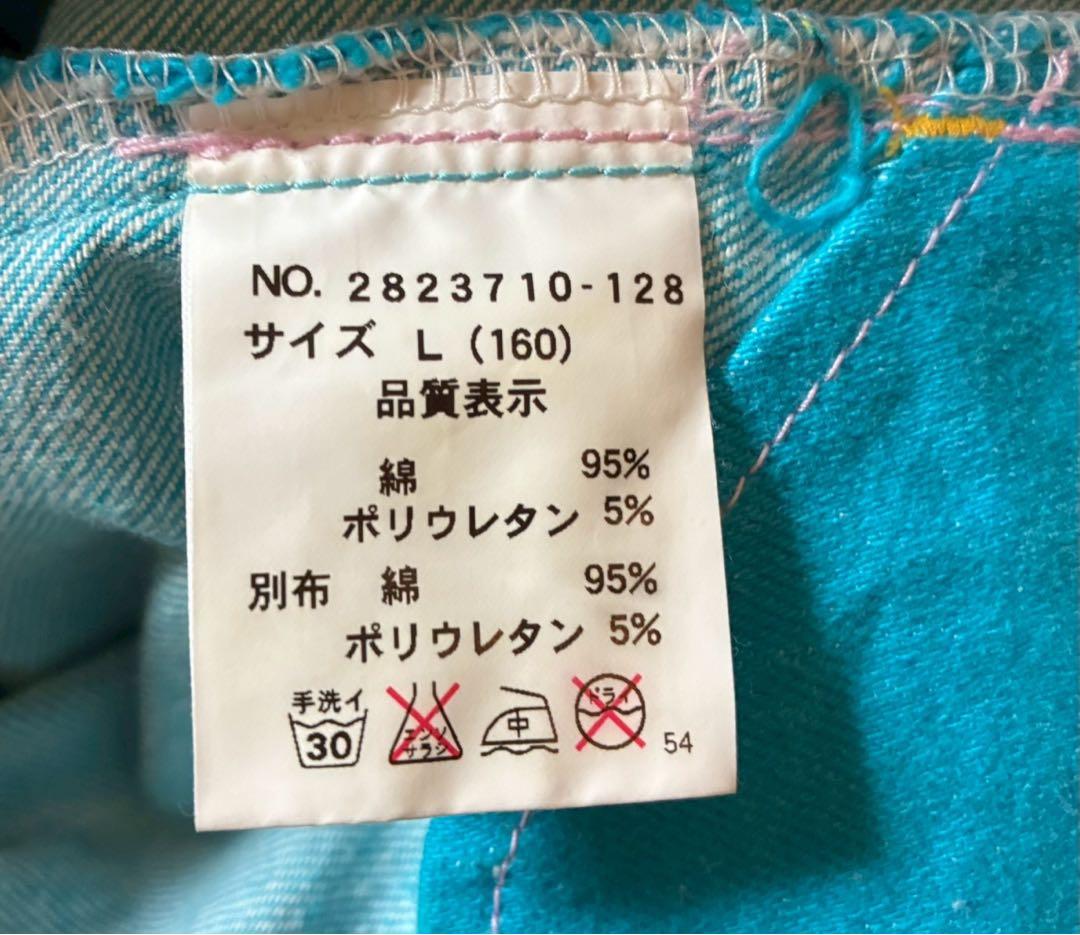 NO. 2823710-128
サイズ L (160)
品質表示
綿 95%
ポリウレタン 5%
別布 綿 95%
ポリウレタン 5%
手洗イ
30
エンソ
サラシ
中
ドライ
54